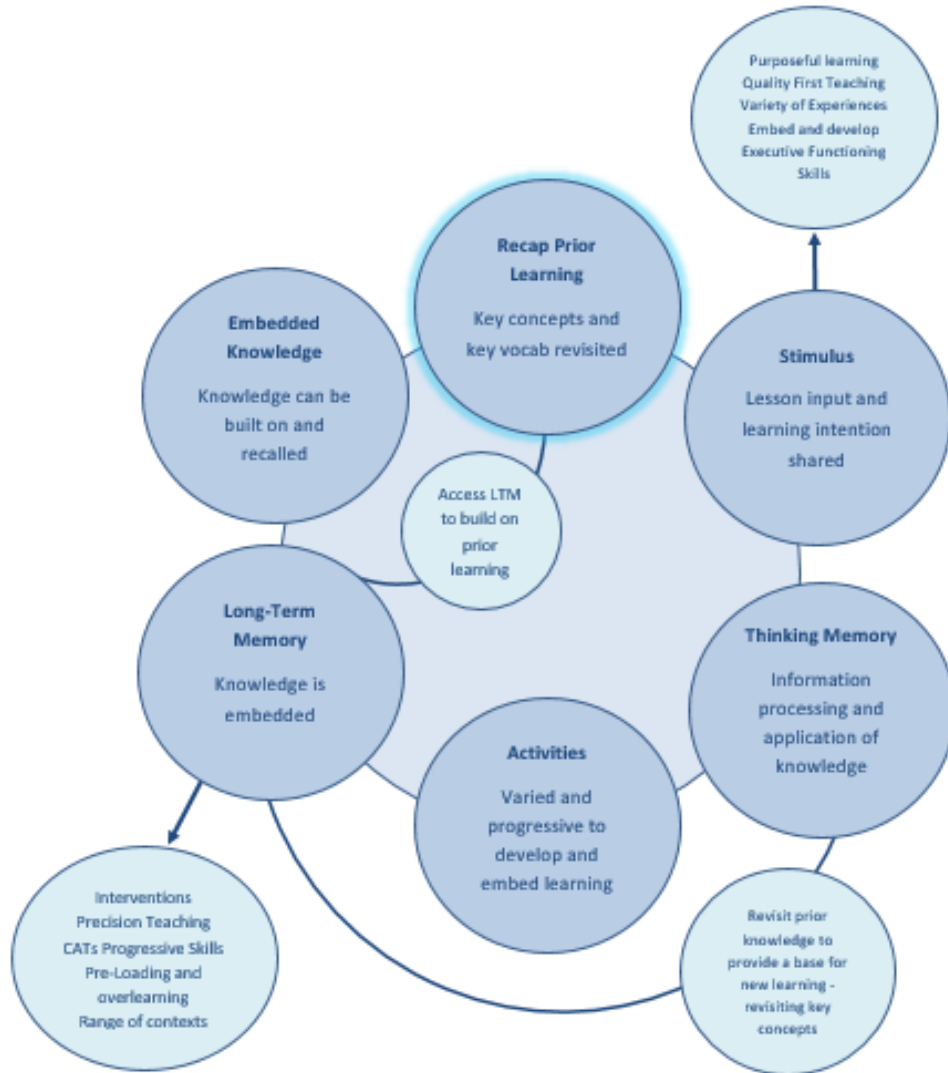 Purposeful learning
Quality First Teaching
Variety of Experiences
Embed and develop
Executive Functioning
Skills
Recap Prior
Learning
Key concepts and
key vocab revisited
Embedded
Knowledge
Knowledge can be
built on and
recalled
Stimulus
Lesson input and
learning intention
shared
Access LTM
to build on
prior
learning
Long-Term
Memory
Knowledge is
embedded
Thinking Memory
Information
processing and
application of
knowledge
Activities
Varied and
progressive to
develop and
embed learning
Interventions
Precision Teaching
CATs Progressive Skills
Pre-Loading and
overlearning
Range of contexts
Revisit prior
knowledge to
provide a base for
new learning -
revisiting key
concepts